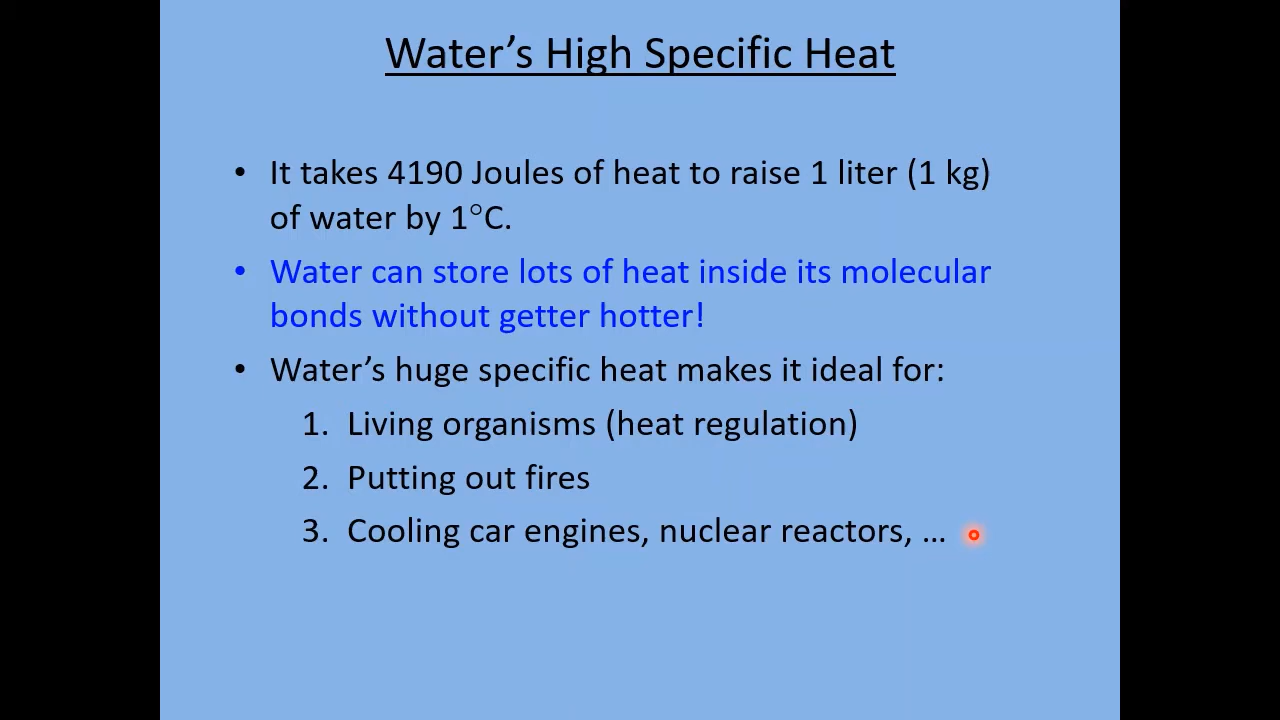 Water’s High Specific Heat
• It takes 4190 Joules of heat to raise 1 liter (1 kg)
of water by 1°C.
• Water can store lots of heat inside its molecular
bonds without getter hotter!
• Water’s huge specific heat makes it ideal for:
1. Living organisms (heat regulation)
2. Putting out fires
3. Cooling car engines, nuclear reactors, …